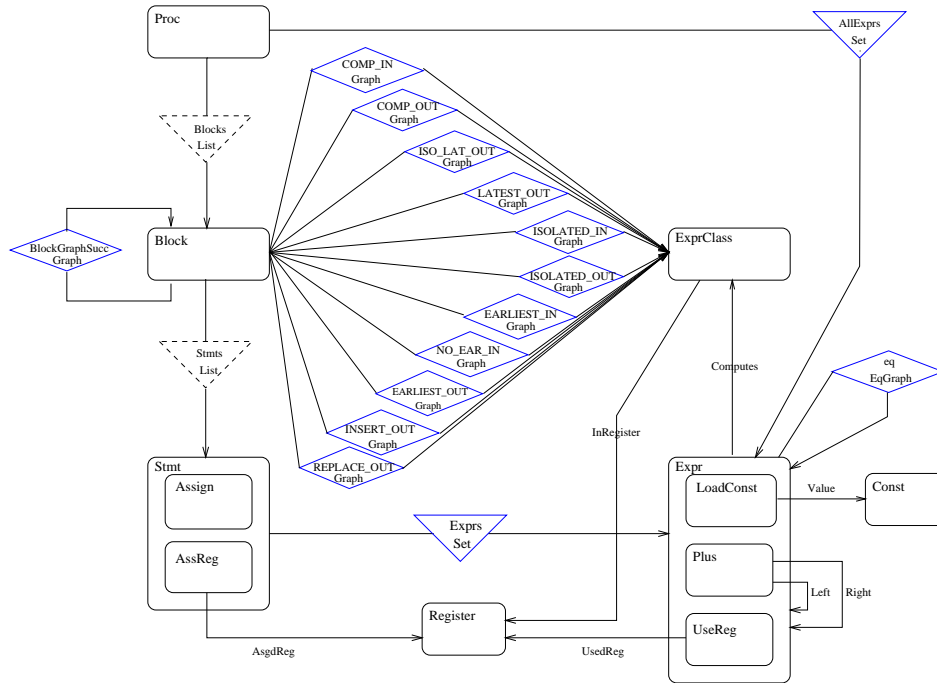 Proc
AllExprs
Set
COMP_IN
Graph
COMP_OUT
Graph
Blocks
List
ISO_LAT_OUT
Graph
LATEST_OUT
Graph
Block
ISOLATED_IN
Graph
ExprClass
BlockGraphSucc
Graph
ISOLATED_OUT
Graph
EARLIEST_IN
Graph
Stmts
List
NO_EAR_IN
Graph
Computes
eq
EqGraph
EARLIEST_OUT
Graph
INSERT_OUT
Graph
InRegister
REPLACE_OUT
Graph
Stmt
Expr
Assign
LoadConst
Value
Const
Exprs
Set
AssReg
Plus
Left
Right
Register
UseReg
AsgdReg
UsedReg